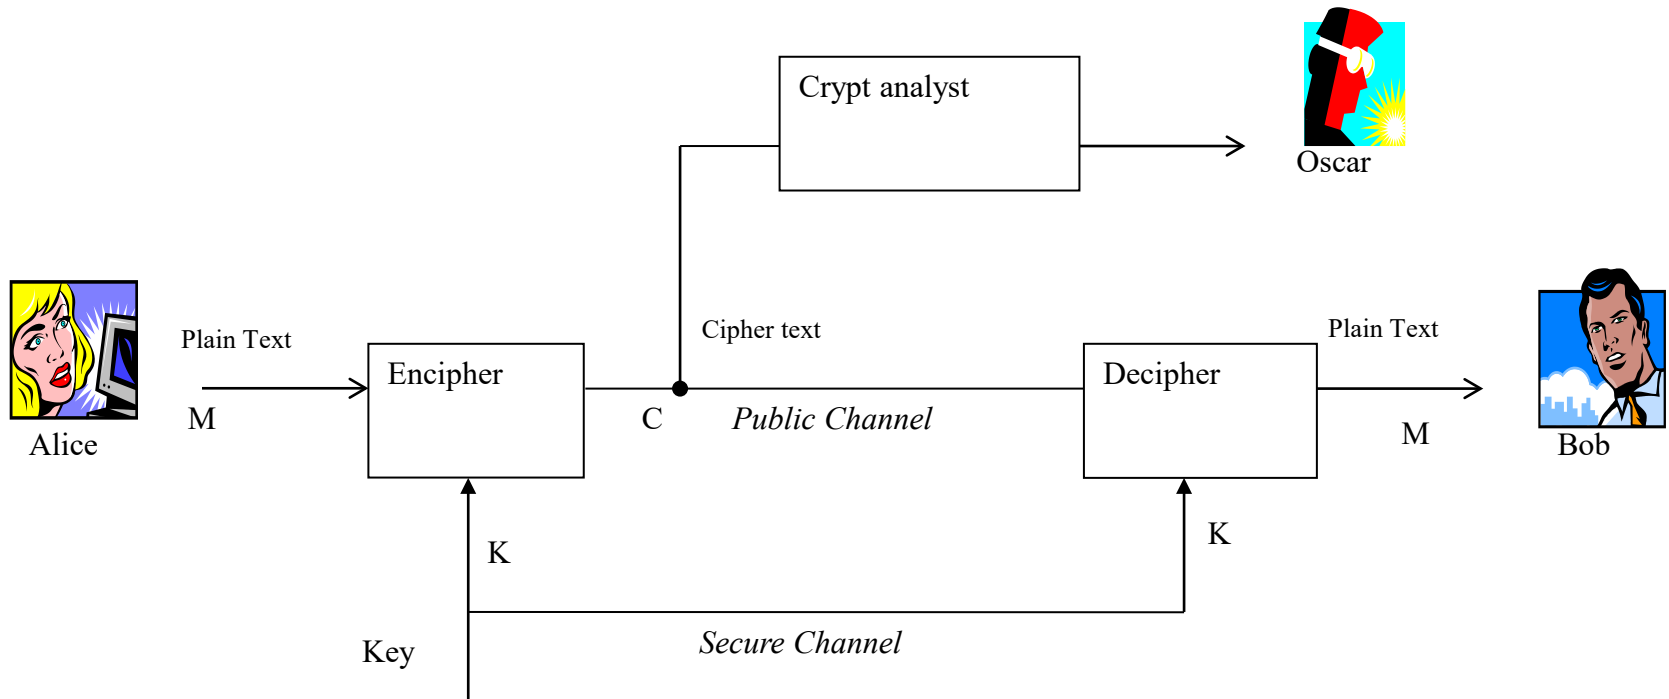 Crypt analyst
Oscar
Plain Text
Cipher text
Plain Text
Encipher
Decipher
M
C
Public Channel
M
Alice
Bob
K
K
Secure Channel
Key